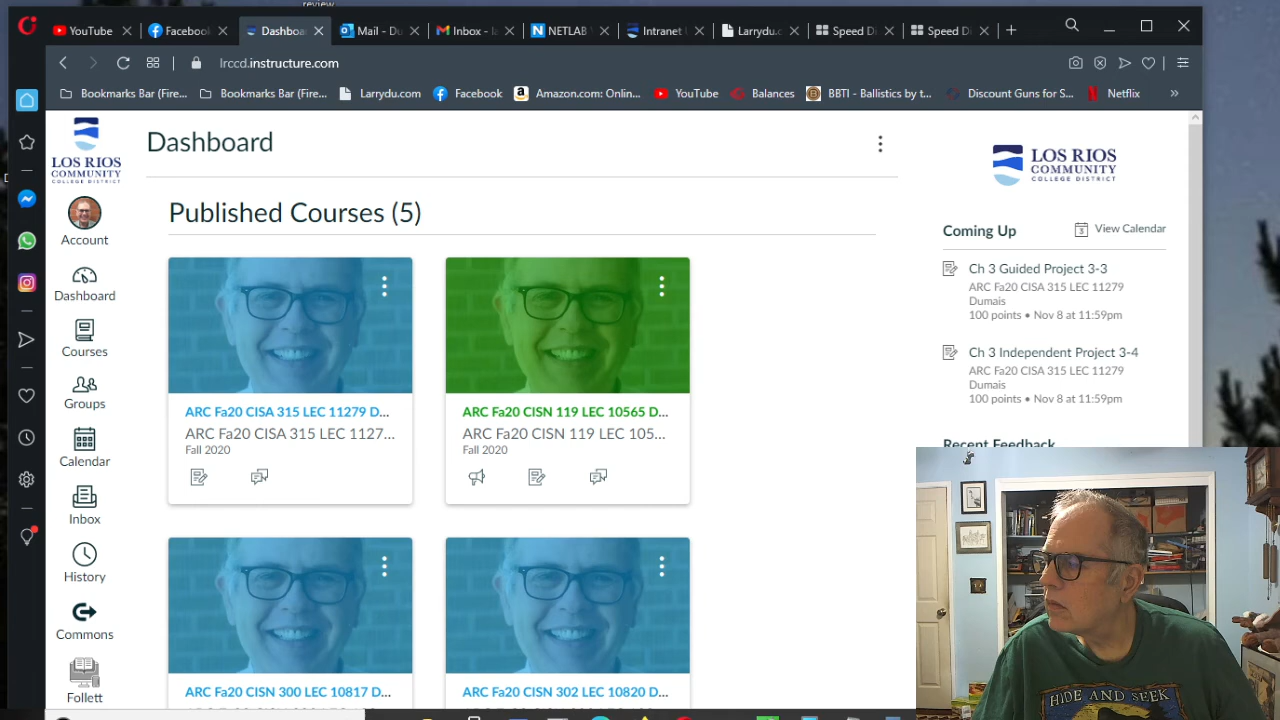 review
YouTube
Facebook
Dashboa
Mail - Du
Inbox - la
NETLAB
Intranet
Larrydu.c
Speed Di
Speed Di
lrccd.instructure.com
Bookmarks Bar (Fire...
Bookmarks Bar (Fire...
Larrydu.com
Facebook
Amazon.com: Onlin...
YouTube
Balances
BBTI - Ballistics by t...
Discount Guns for S...
Netflix
LOS RIOS
COMMUNITY
COLLEGE DISTRICT
Account
Dashboard
Courses
Groups
Calendar
Inbox
History
Commons
Follett
Dashboard
Published Courses (5)
ARC Fa20 CISA 315 LEC 11279 D...
ARC Fa20 CISA 315 LEC 1127...
Fall 2020
ARC Fa20 CISN 119 LEC 10565 D...
ARC Fa20 CISN 119 LEC 105...
Fall 2020
ARC Fa20 CISN 300 LEC 10817 D...
ARC Fa20 CISN 302 LEC 10820 D...
LOS RIOS
COMMUNITY
COLLEGE DISTRICT
Coming Up
3
View Calendar
Ch 3 Guided Project 3-3
ARC Fa20 CISA 315 LEC 11279
Dumais
100 points • Nov 8 at 11:59pm
Ch 3 Independent Project 3-4
ARC Fa20 CISA 315 LEC 11279
Dumais
100 points • Nov 8 at 11:59pm
Recent Feedback
HIDE AND SEEK